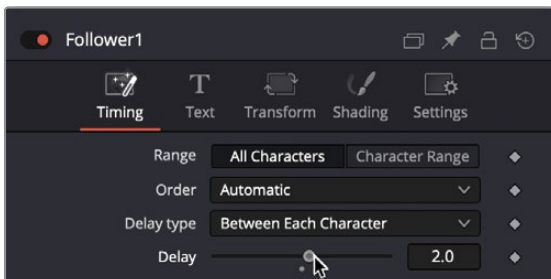 Follower1
Timing Text Transform Shading Settings
Range All Characters Character Range
Order Automatic
Delay type Between Each Character
Delay 2.0